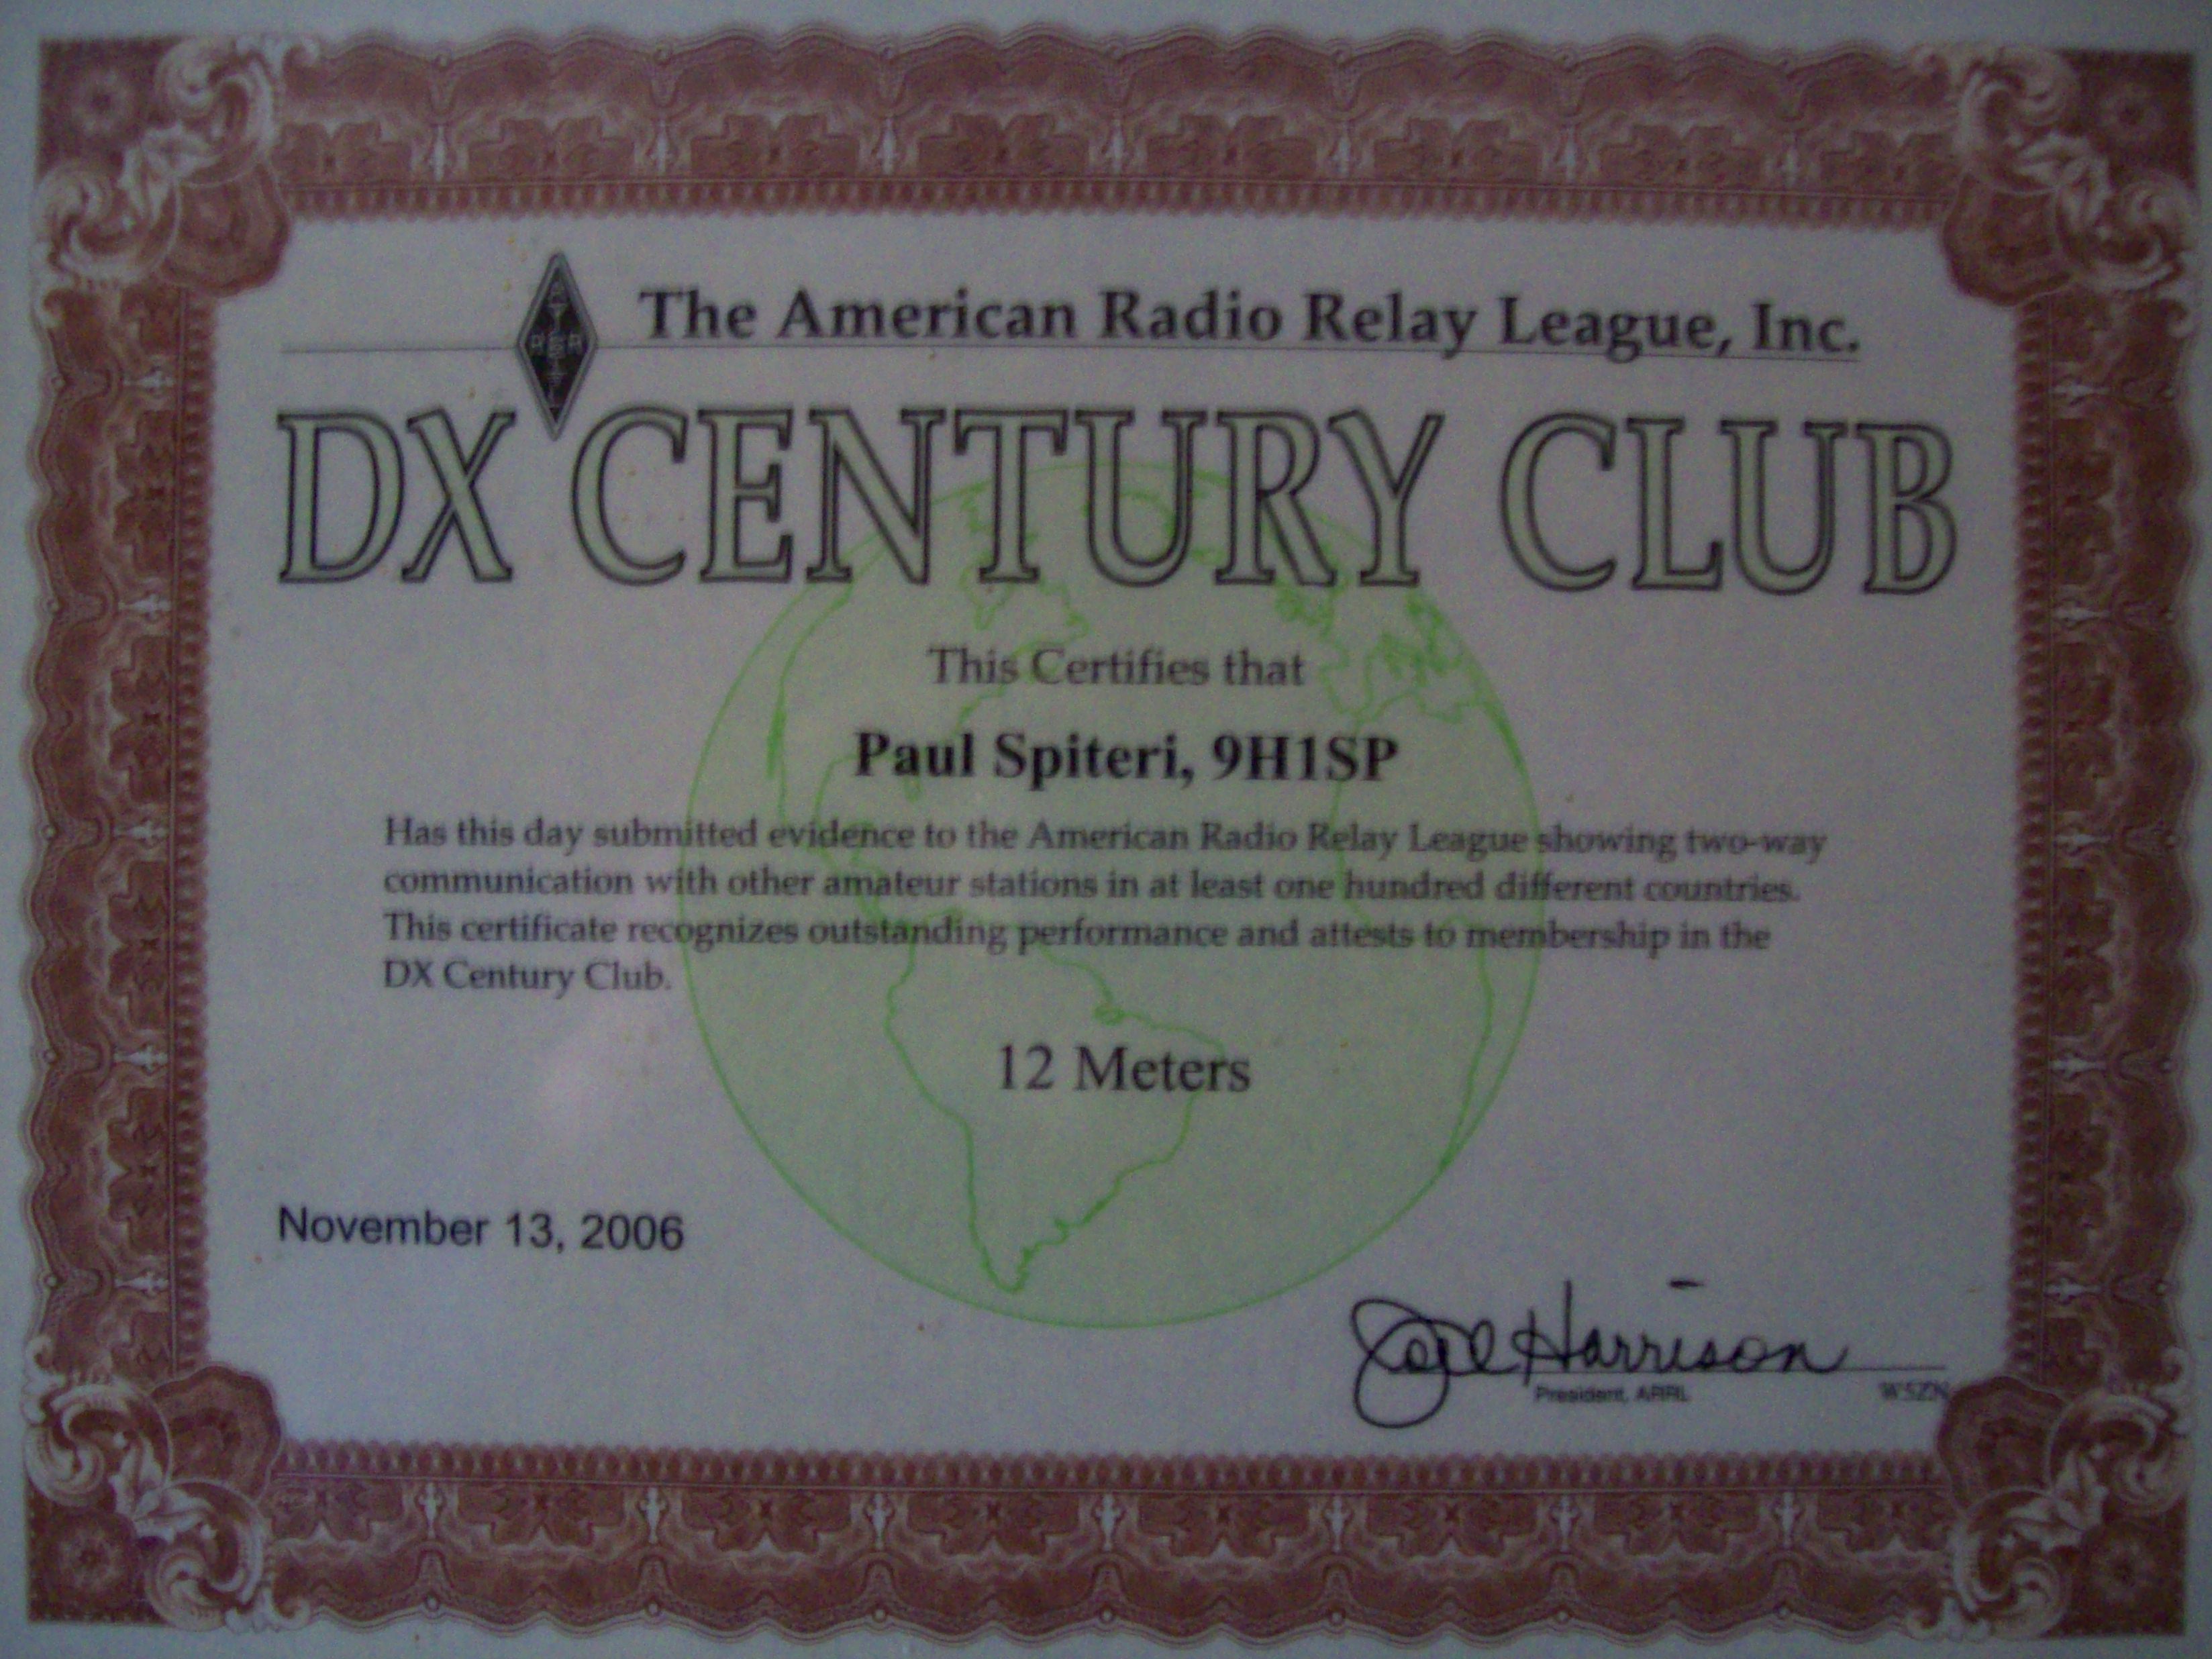 The American Radio Relay League, Inc.
DX CENTURY CLUB
This Certifies that
Paul Spiteri, 9H1SP
Has this day submitted evidence to the American Radio Relay League showing two-way
communication with other amateur stations in at least one hundred different countries.
This certificate recognizes outstanding performance and attests to membership in the
DX Century Club.
12 Meters
November 13, 2006
Joel Harrison
President, ARRL